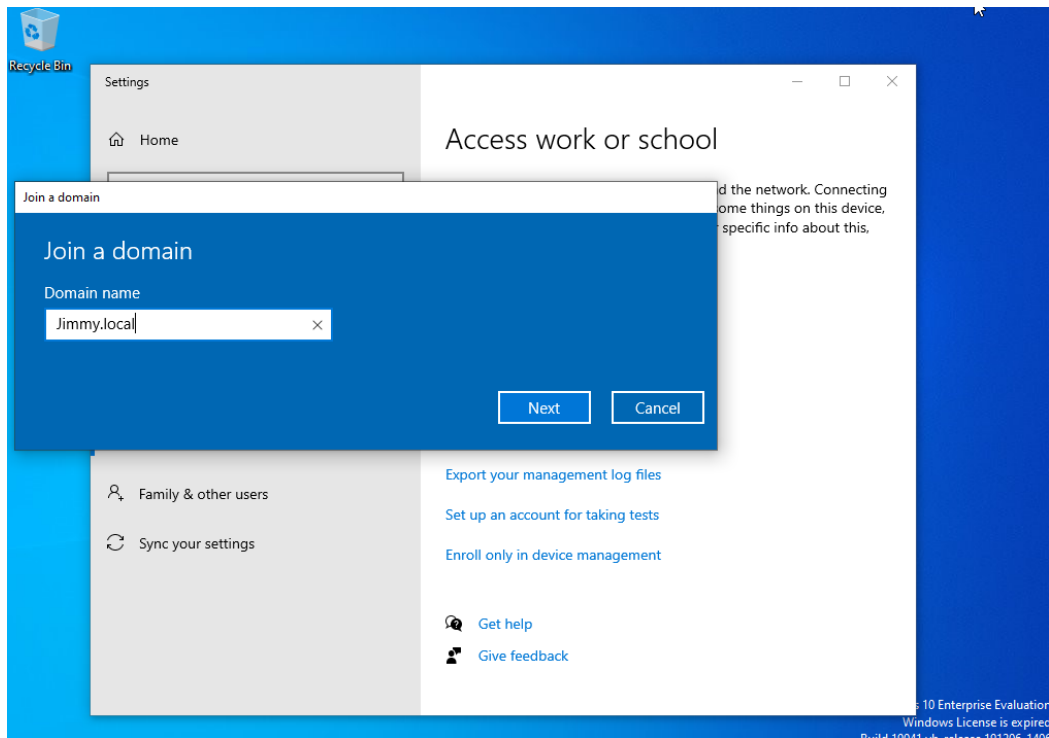 Recycle Bin
Settings
Home
Access work or school
d the network. Connecting
ome things on this device,
specific info about this,
Join a domain
Join a domain
Domain name
Jimmy.local
Next
Cancel
Export your management log files
Family & other users
Set up an account for taking tests
Sync your settings
Enroll only in device management
Get help
Give feedback
s 10 Enterprise Evaluation
Windows License is expired